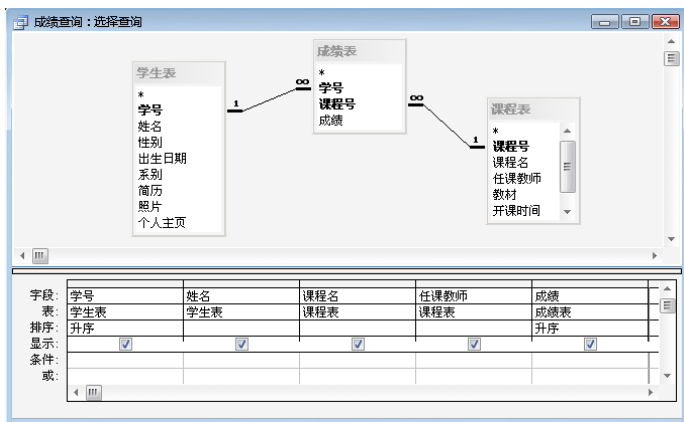 成绩查询：选择查询
学生表
*
学号
姓名
性别
出生日期
系别
简历
照片
个人主页
1
∞
成绩表
*
学号
课程号
成绩
∞
1
课程表
*
课程号
课程名
任课教师
教材
开课时间
字段: 学号 姓名 课程名 任课教师 成绩
表: 学生表 学生表 课程表 课程表 成绩表
排序: 升序 升序
显示:
条件:
或: